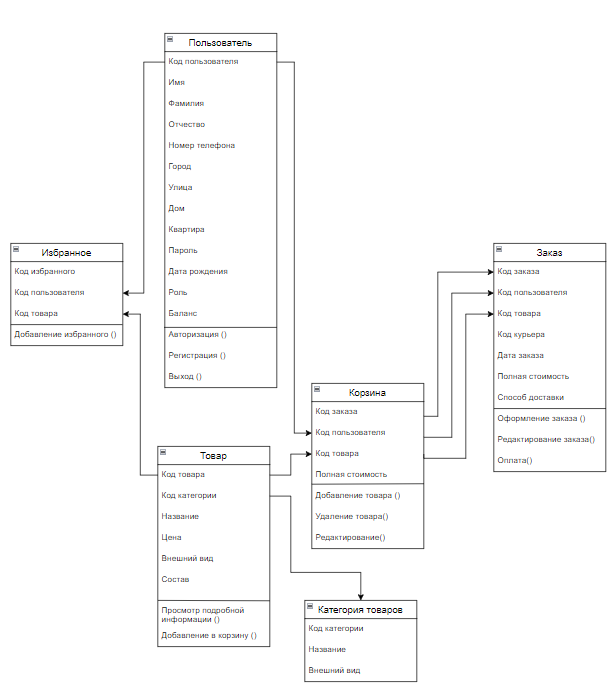 Пользователь
Код пользователя
Имя
Фамилия
Отчество
Номер телефона
Город
Улица
Дом
Квартира
Пароль
Дата рождения
Роль
Баланс
Авторизация ()
Регистрация ()
Выход ()
Избранное
Код избранного
Код пользователя
Код товара
Добавление избранного ()
Заказ
Код заказа
Код пользователя
Код товара
Код курьера
Дата заказа
Полная стоимость
Способ доставки
Оформление заказа ()
Редактирование заказа()
Оплата()
Корзина
Код заказа
Код пользователя
Код товара
Полная стоимость
Добавление товара ()
Удаление товара()
Редактирование()
Товар
Код товара
Код категории
Название
Цена
Внешний вид
Состав
Просмотр подробной
информации ()
Добавление в корзину ()
Категория товаров
Код категории
Название
Внешний вид